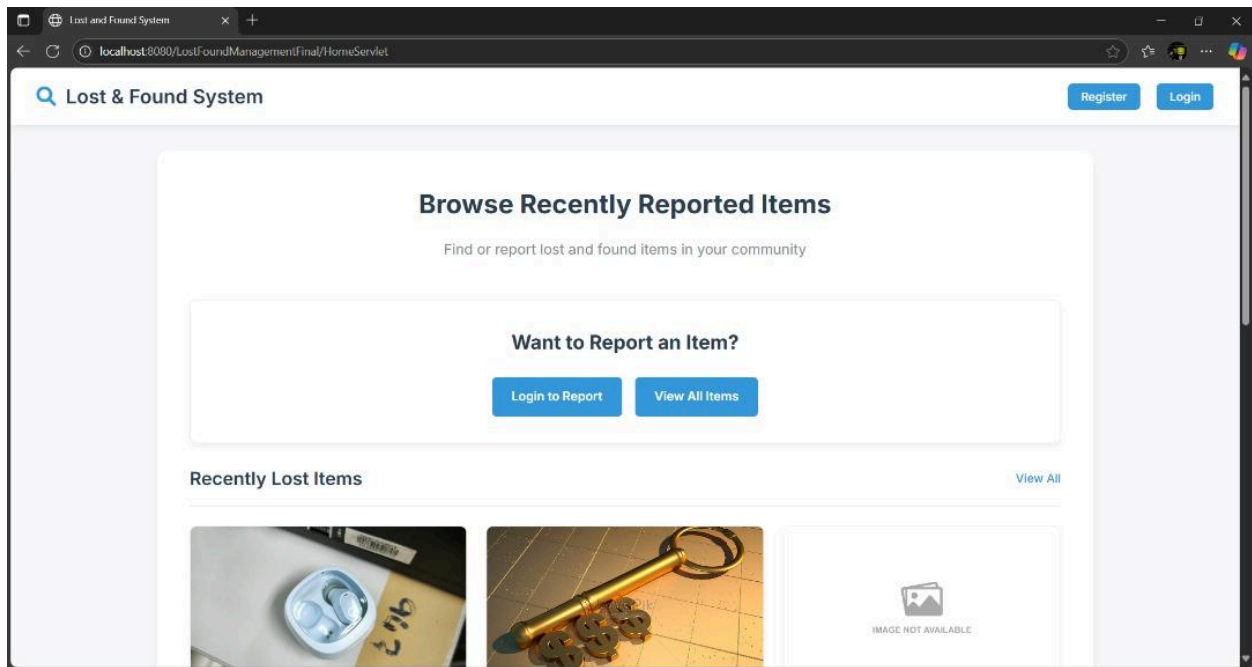 Lost and Found System
localhost:8080/LostFoundManagementFinal/HomeServlet
Lost & Found System
Register
Login
Browse Recently Reported Items
Find or report lost and found items in your community
Want to Report an Item?
Login to Report
View All Items
Recently Lost Items
View All
IMAGE NOT AVAILABLE